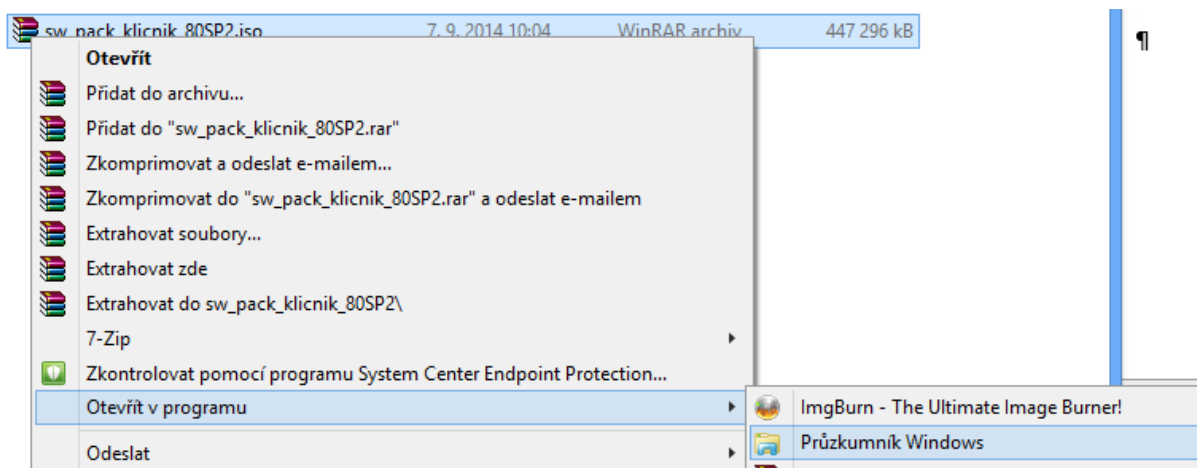 sw_pack_klicnik_80SP2.iso 7. 9. 2014 10:04 WinRAR archiv 447 296 kB
¶
Otevřít
Přidat do archivu...
Přidat do "sw_pack_klicnik_80SP2.rar"
Zkomprimovat a odeslat e-mailem...
Zkomprimovat do "sw_pack_klicnik_80SP2.rar" a odeslat e-mailem
Extrahovat soubory...
Extrahovat zde
Extrahovat do sw_pack_klicnik_80SP2\
7-Zip
Zkontrolovat pomocí programu System Center Endpoint Protection...
Otevřít v programu
ImgBurn - The Ultimate Image Burner!
Průzkumník Windows
Odeslat